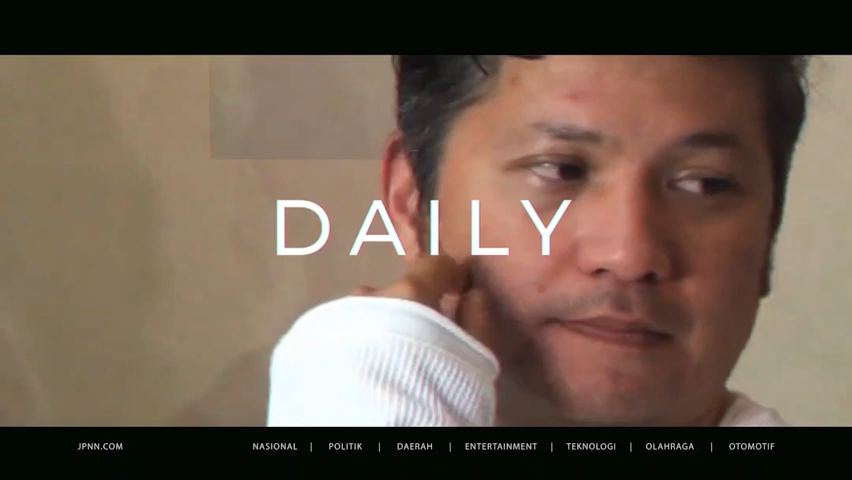 DAILY
JPNN.COM NASIONAL | POLITIK | DAERAH | ENTERTAINMENT | TEKNOLOGI | OLAHRAGA | OTOMOTIF